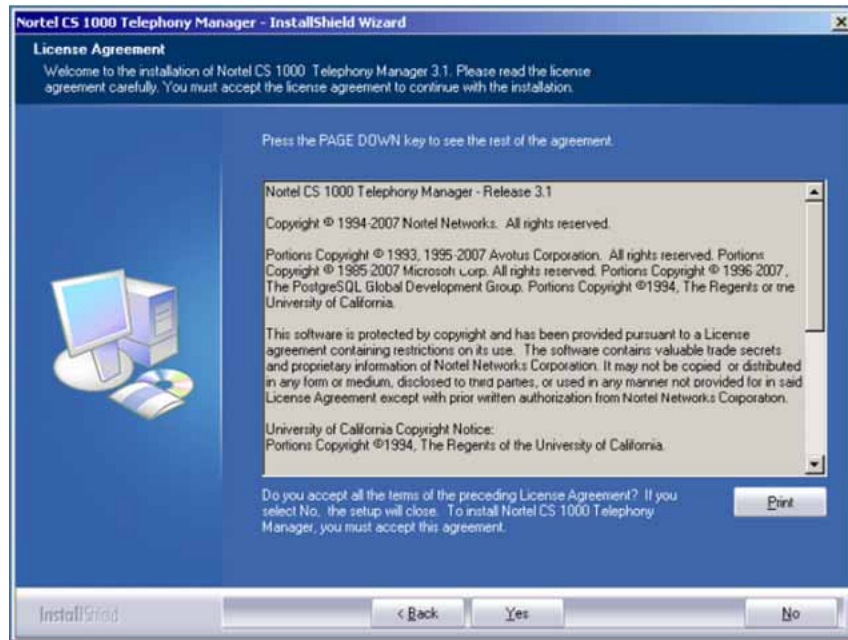 Nortel CS 1000 Telephony Manager - InstallShield Wizard
License Agreement
Welcome to the installation of Nortel CS 1000 Telephony Manager 3.1. Please read the license
agreement carefully. You must accept the license agreement to continue with the installation.
Press the PAGE DOWN key to see the rest of the agreement.
Nortel CS 1000 Telephony Manager - Release 3.1
Copyright © 1994-2007 Nortel Networks. All rights reserved.
Portions Copyright © 1993, 1995-2007 Avotus Corporation. All rights reserved. Portions
Copyright © 1985-2007 Microsoft Corp. All rights reserved. Portions Copyright © 1996-2007,
The PostgreSQL Global Development Group. Portions Copyright ©1994, The Regents of the
University of California.
This software is protected by copyright and has been provided pursuant to a License
agreement containing restrictions on its use. The software contains valuable trade secrets
and proprietary information of Nortel Networks Corporation. It may not be copied or distributed
in any form or medium, disclosed to third parties, or used in any manner not provided for in said
License Agreement except with prior written authorization from Nortel Networks Corporation.
University of California Copyright Notice:
Portions Copyright ©1994, The Regents of the University of California.
Do you accept all the terms of the preceding License Agreement? If you
select No, the setup will close. To install Nortel CS 1000 Telephony
Manager, you must accept this agreement.
Print
InstallShield
< Back
Yes
No